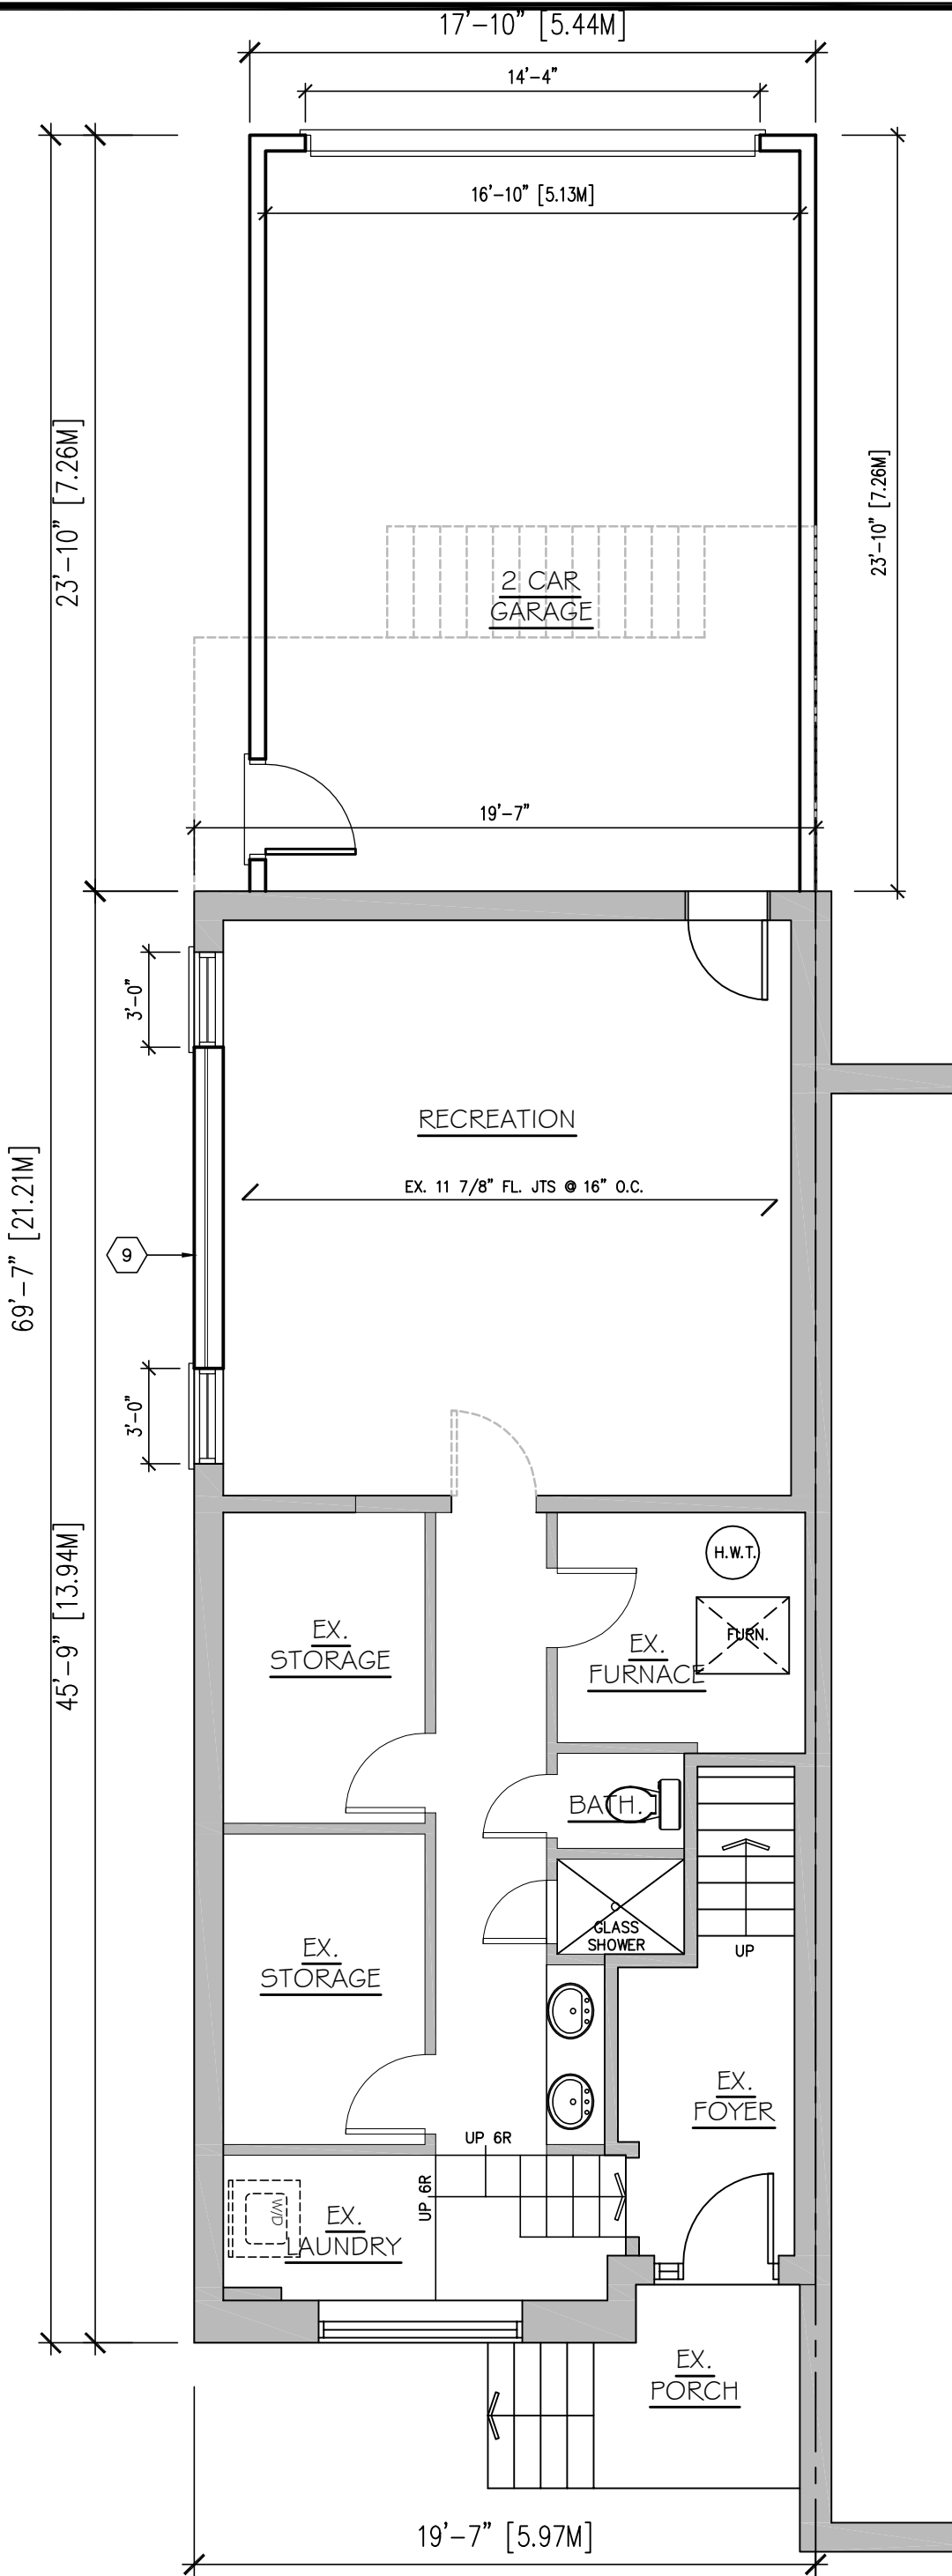 17'-10" [5.44M]
14'-4"
16'-10" [5.13M]
23'-10" [7.26M]
23'-10" [7.26M]
2 CAR
GARAGE
19'-7"
3'-0"
RECREATION
EX. 11 7/8" FL. JTS @ 16" O.C.
69'-7" [21.21M]
9
3'-0"
45'-9" [13.94M]
H.W.T.
FURN.
EX.
STORAGE
EX.
FURNACE
BATH.
GLASS
SHOWER
UP
EX.
STORAGE
EX.
FOYER
UP 6R
UP 6R
W/D
EX.
LAUNDRY
EX.
PORCH
19'-7" [5.97M]